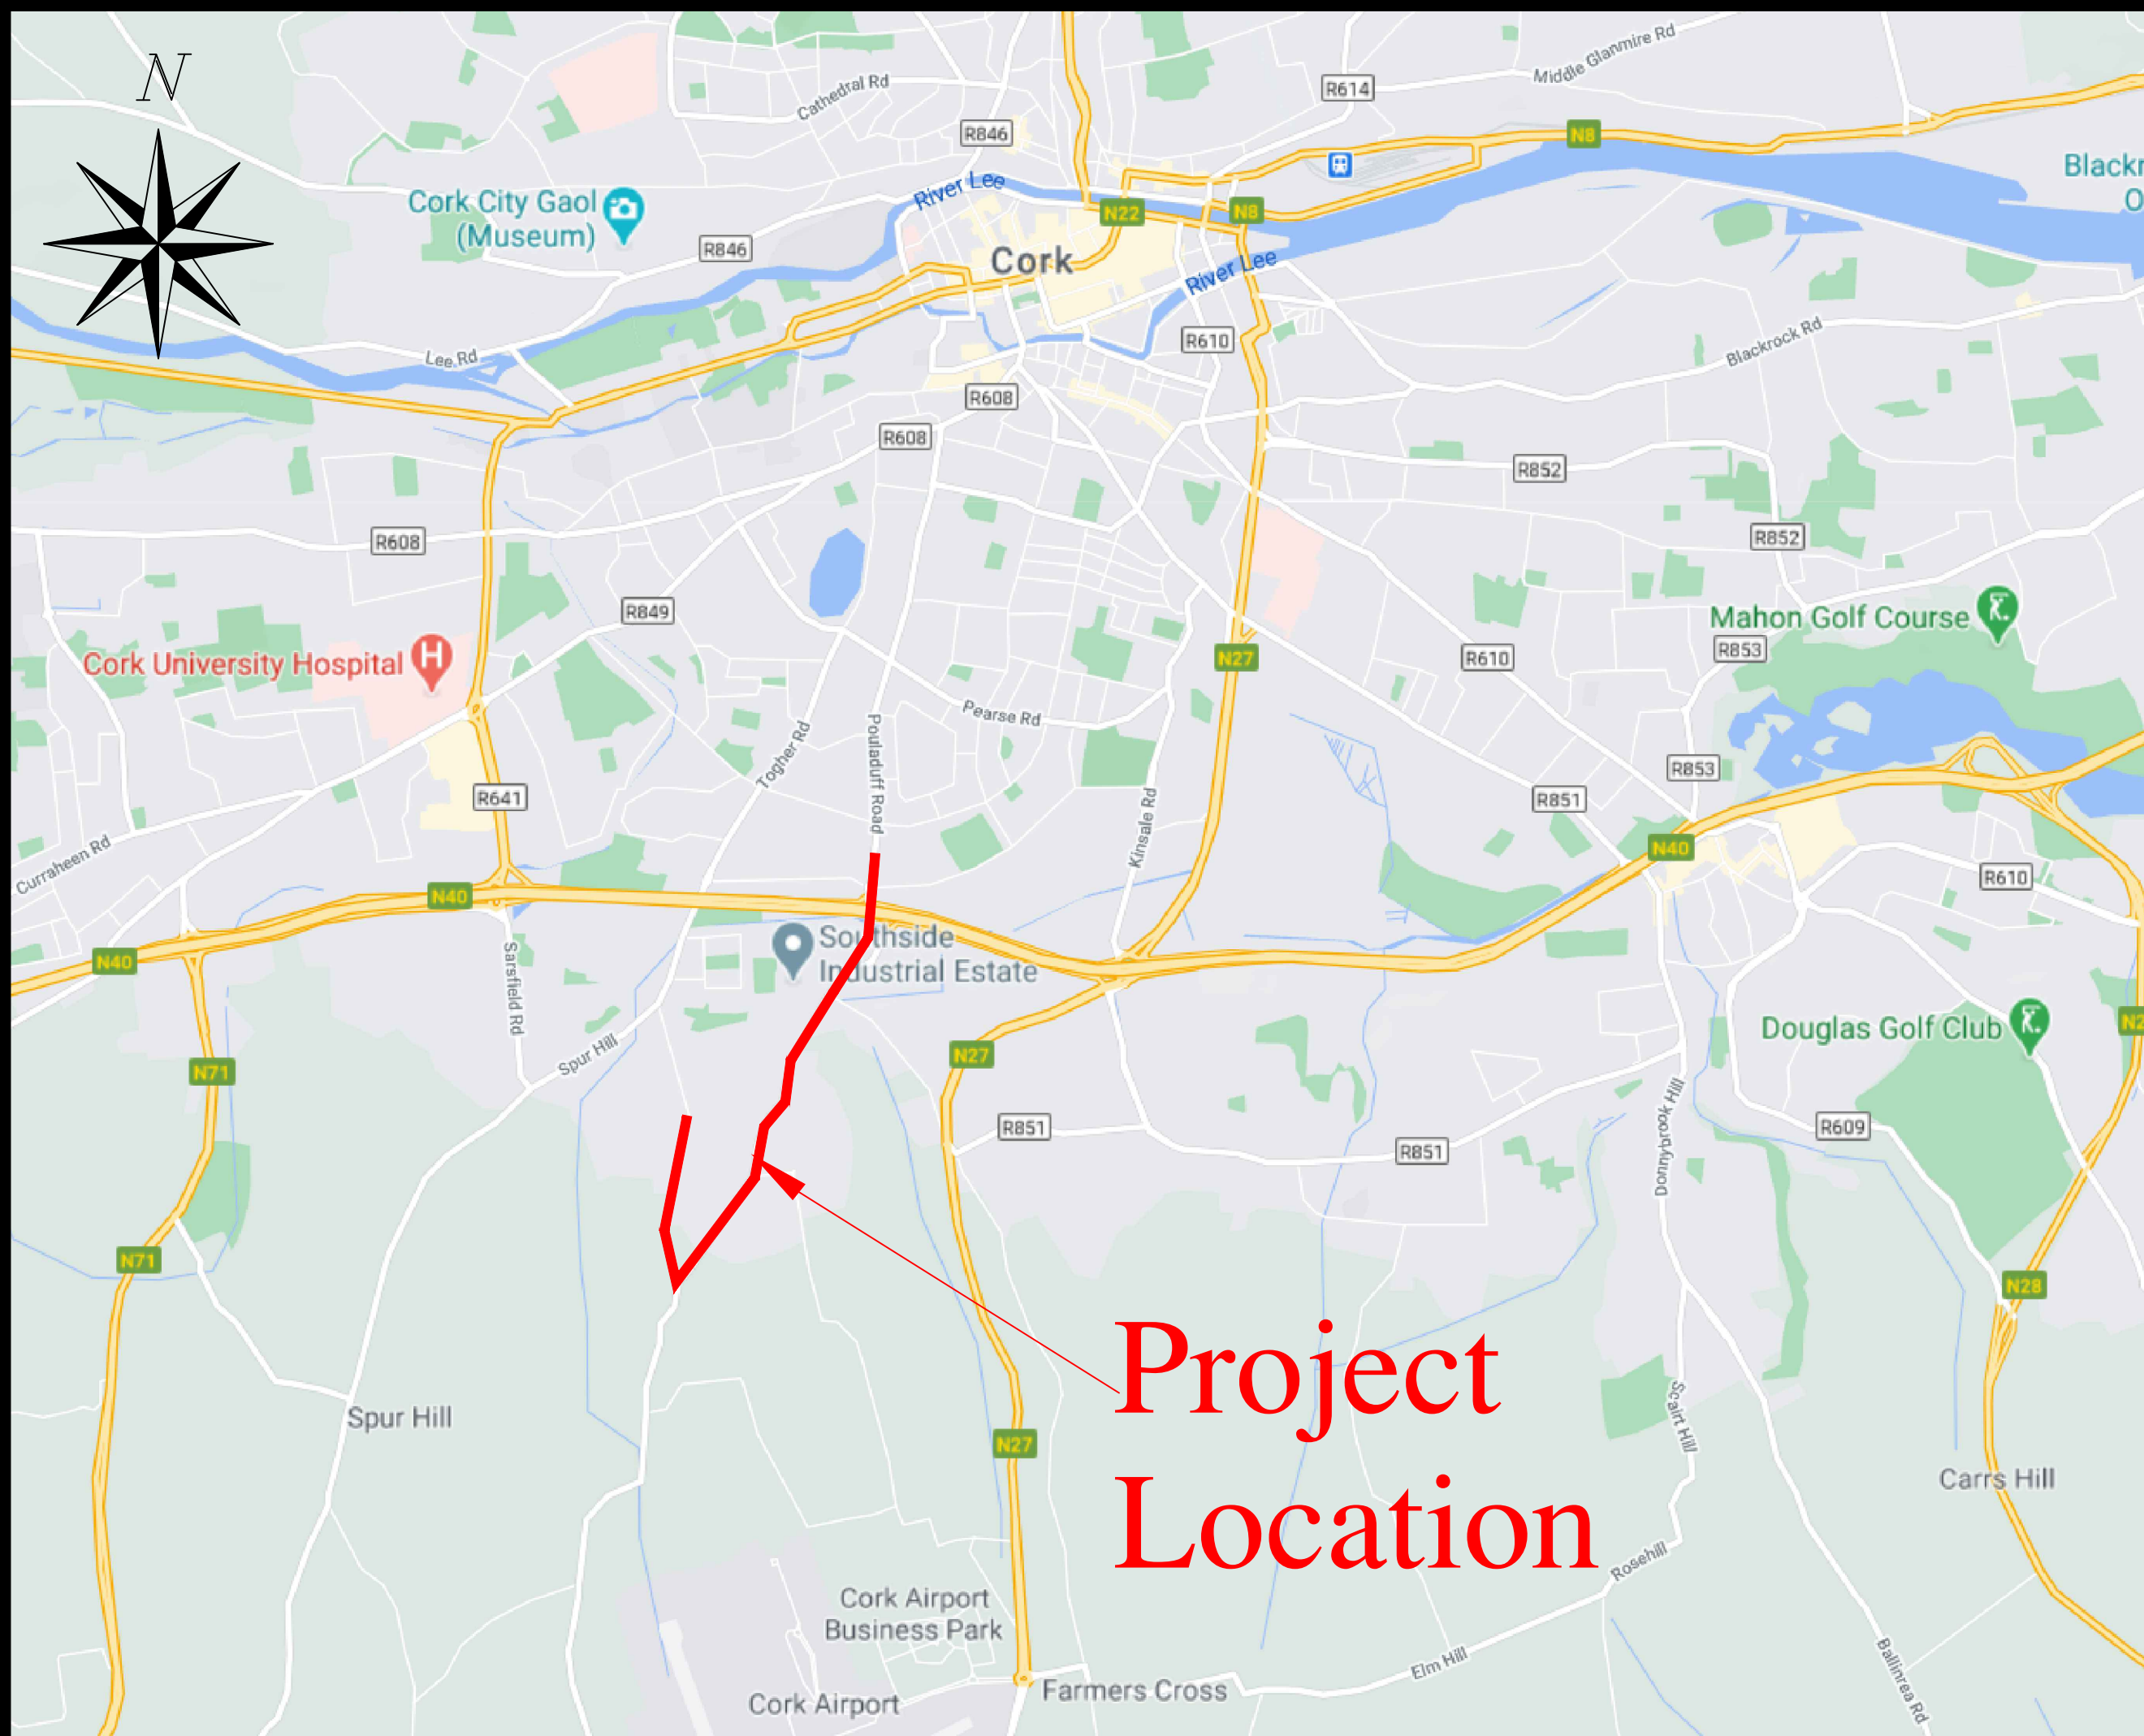 N
Cathedral Rd
Middle Glanmire Rd
R614
R846
N8
River Lee
Cork City Gaol
(Museum)
N22
N8
R846
Cork
River Lee
Lee Rd
R610
Blackrock Rd
R608
R608
R852
R608
R852
R849
Mahon Golf Course
R853
Cork University Hospital
N27
R610
Pearse Rd
Pouladuff Road
Togher Rd
R853
R641
R851
Kinsale Rd
N40
Curraheen Rd
R610
N40
Southside
Industrial Estate
N40
Sarsfield Rd
Douglas Golf Club
Spur Hill
N27
N71
Donnybrook Hill
R851
R609
R851
N71
N28
Project
Location
Spur Hill
Scairt Hill
N27
Carrs Hill
Rosehill
Cork Airport
Business Park
Elm Hill
Ballinrea Rd
Farmers Cross
Cork Airport